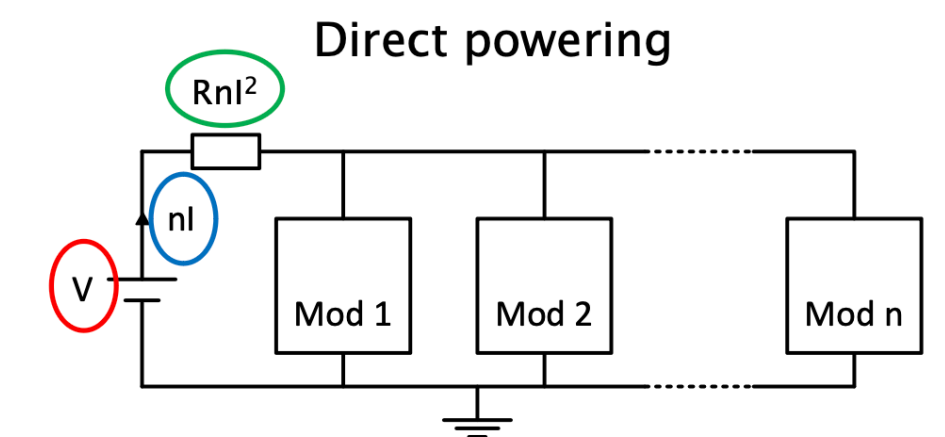 Direct powering
RnI²
nI
V
Mod 1
Mod 2
Mod n